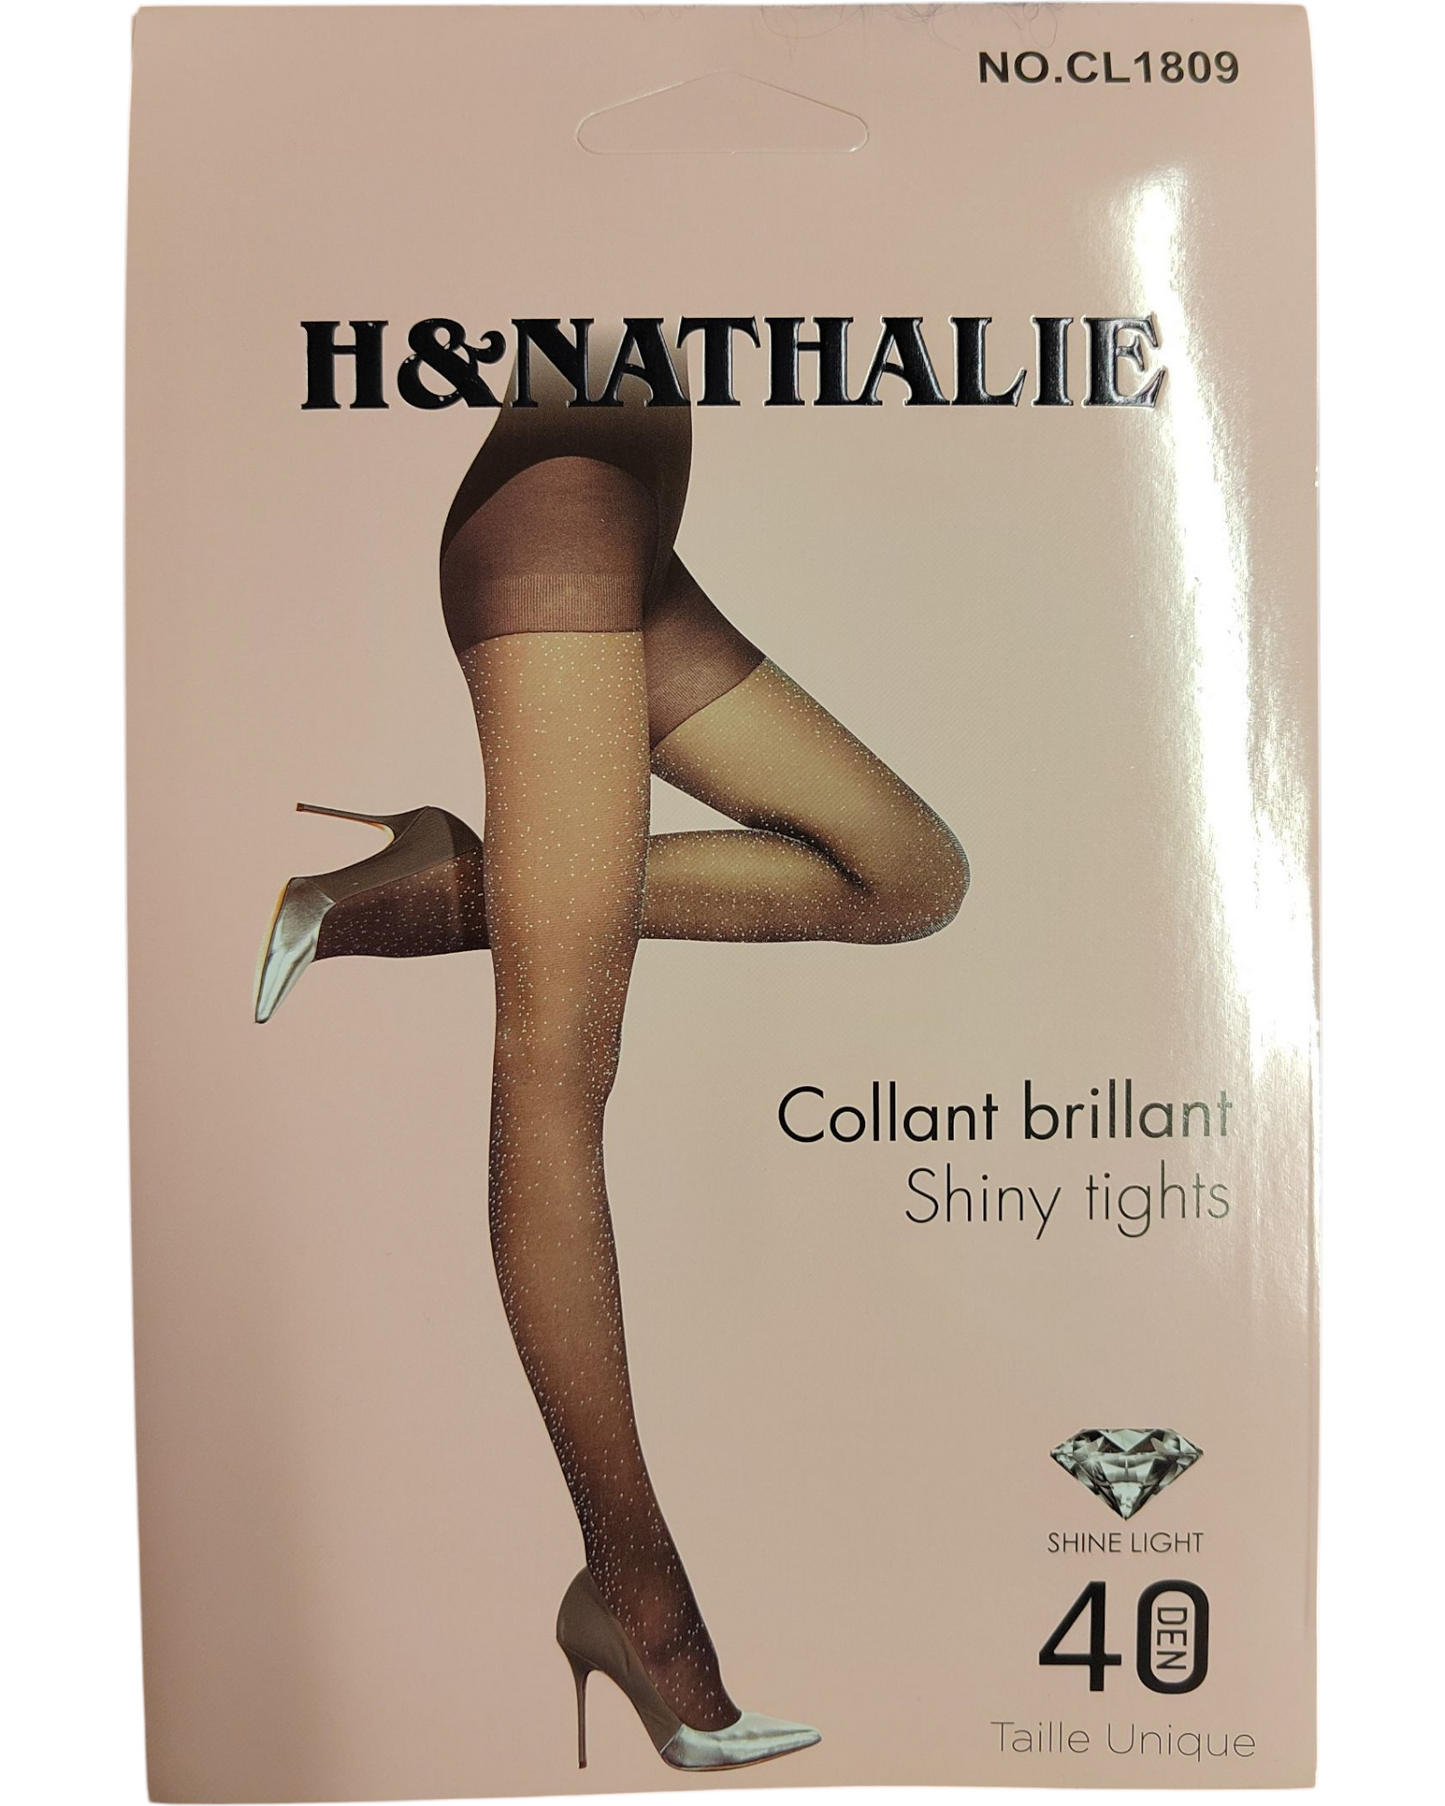 NO.CL1809
H&NATHALIE
Collant brillant
Shiny tights
SHINE LIGHT
40
DEN
Taille Unique